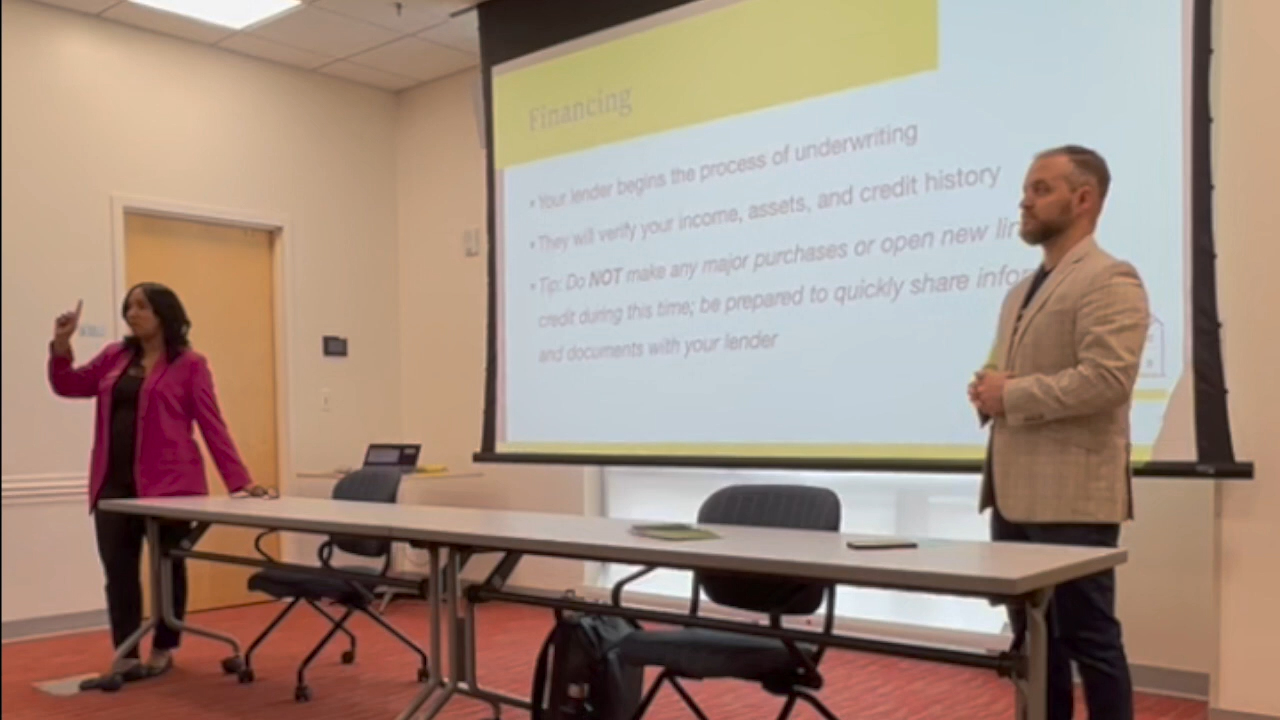 Financing
• Your lender begins the process of underwriting
• They will verify your income, assets, and credit history
• Tip: Do NOT make any major purchases or open new
credit during this time; be prepared to quickly share
and documents with your lender